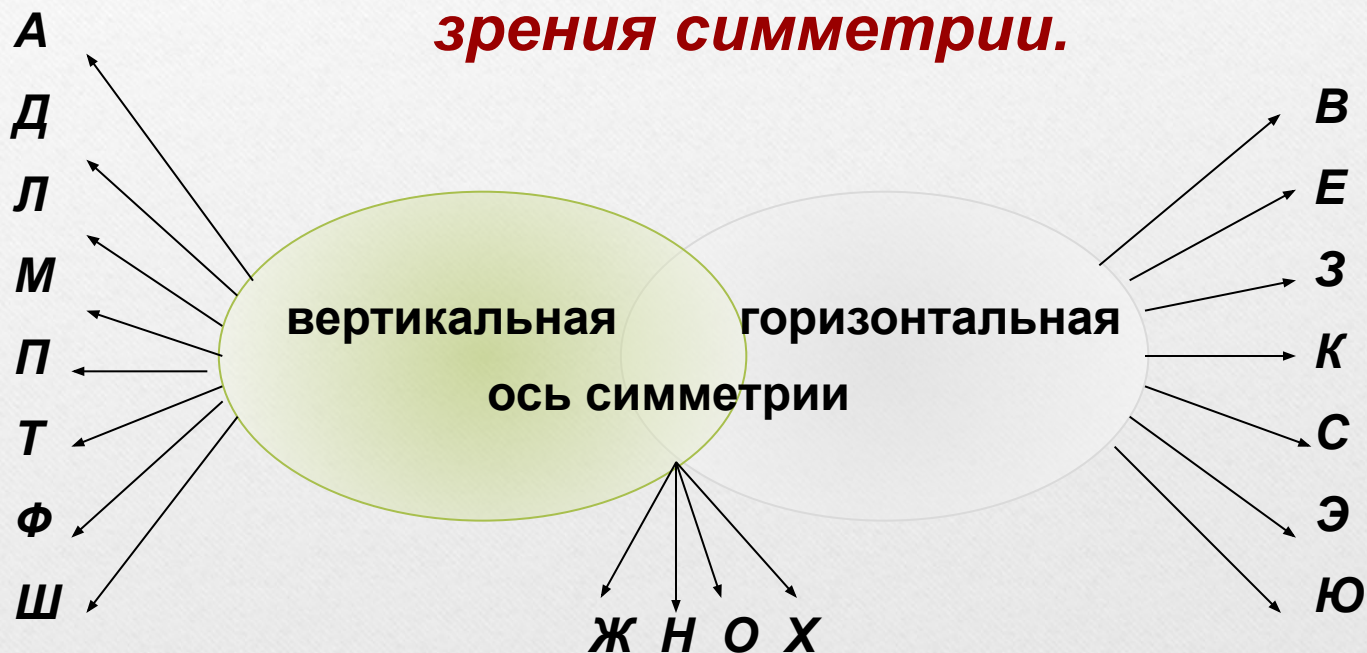 зрения симметрии.
А
Д
Л
М
П
Т
Ф
Ш
вертикальная горизонтальная
ось симметрии
В
Е
З
К
С
Э
Ю
Ж Н О Х